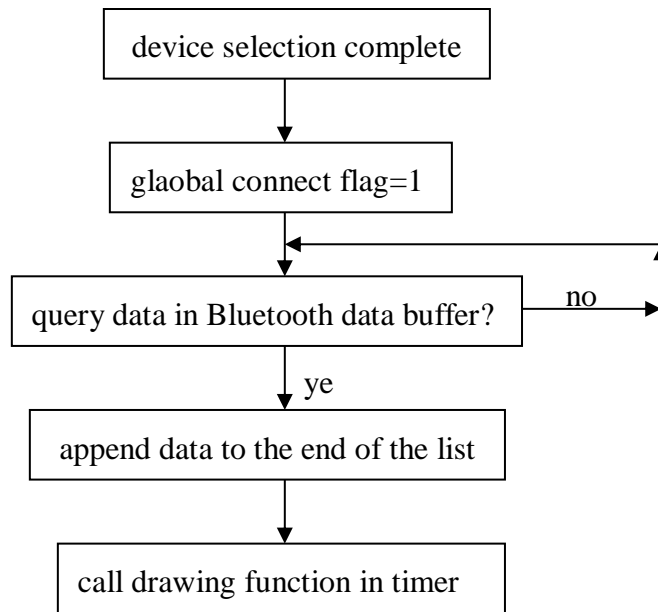 device selection complete
glaobal connect flag=1
query data in Bluetooth data buffer?
no
ye
append data to the end of the list
call drawing function in timer